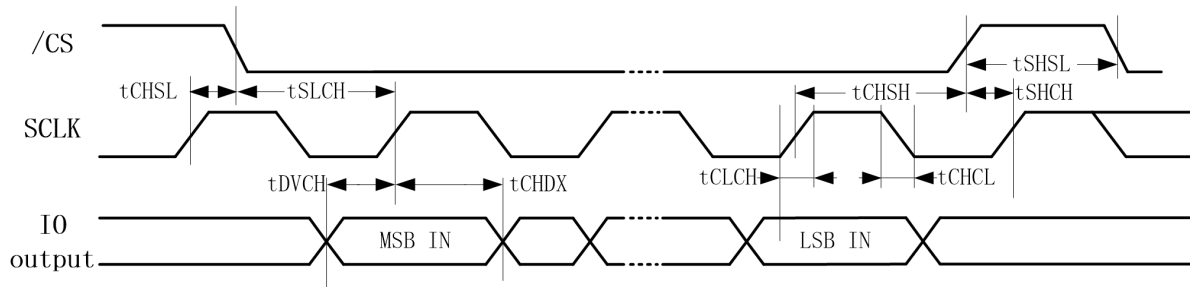 /CS
tCHSL
tSLCH
tCHSH
tSHSL
tSHCH
SCLK
tDVCH
tCHDX
tCLCH
tCHCL
IO
output
MSB IN
LSB IN